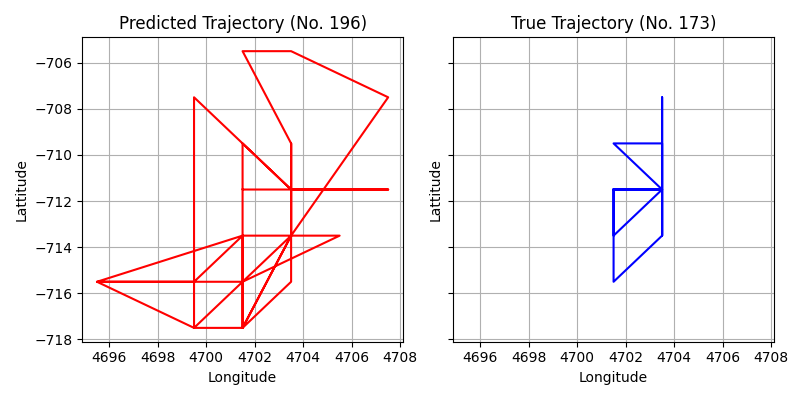 Predicted Trajectory (No. 196)
True Trajectory (No. 173)
−706
−708
−710
−712
−714
−716
−718
Lattitude
Lattitude
4696 4698 4700 4702 4704 4706 4708
4696 4698 4700 4702 4704 4706 4708
Longitude
Longitude